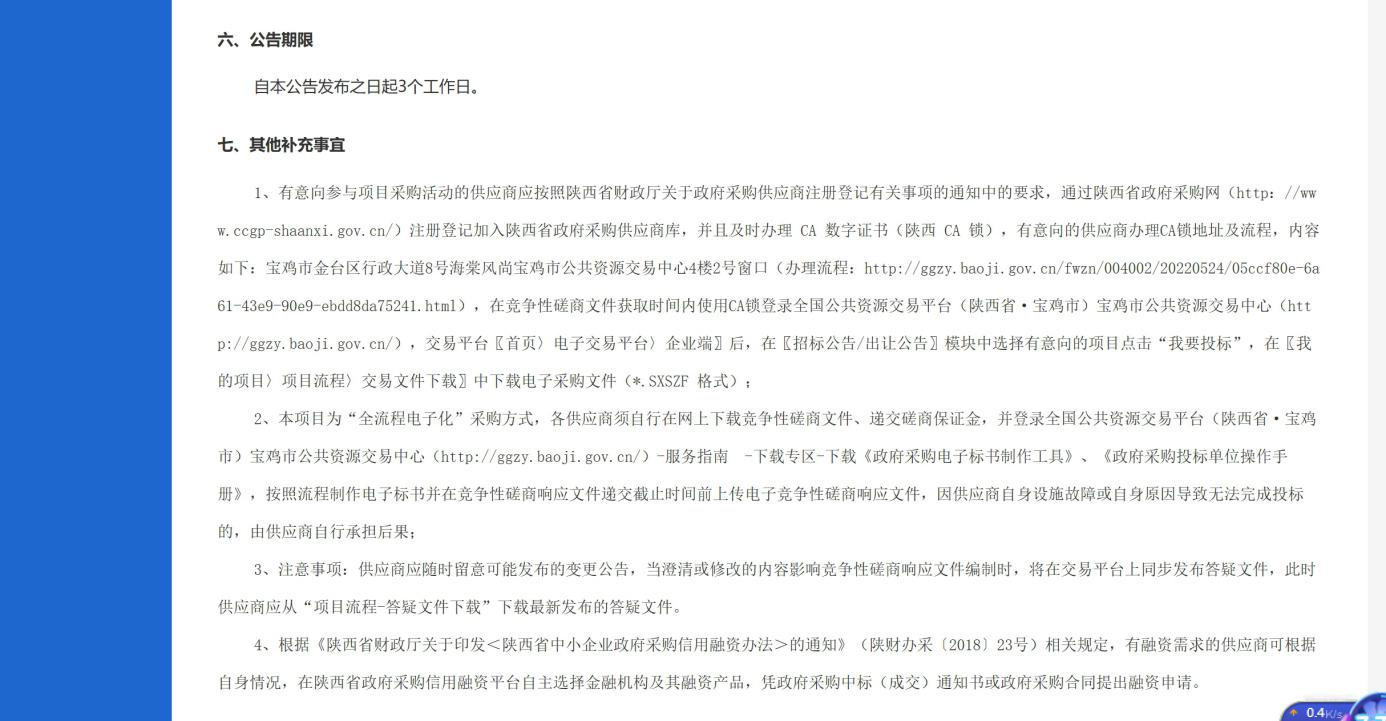 六、公告期限
自本公告发布之日起3个工作日。
七、其他补充事宜
1、有意向参与项目采购活动的供应商应按照陕西省财政厅关于政府采购供应商注册登记有关事项的通知中的要求，通过陕西省政府采购网（http: //ww
w.ccgp-shaanxi.gov.cn/）注册登记加入陕西省政府采购供应商库，并且及时办理 CA 数字证书（陕西 CA 锁），有意向的供应商办理CA锁地址及流程，内容
如下：宝鸡市金台区行政大道8号海棠风尚宝鸡市公共资源交易中心4楼2号窗口（办理流程：http://ggzy.baoji.gov.cn/fwzn/004002/20220524/05ccf80e-6a
61-43e9-90e9-ebdd8da75241.html），在竞争性磋商文件获取时间内使用CA锁登录全国公共资源交易平台（陕西省•宝鸡市）宝鸡市公共资源交易中心（htt
p://ggzy.baoji.gov.cn/），交易平台〖首页〉电子交易平台〉企业端〗后，在〖招标公告/出让公告〗模块中选择有意向的项目点击“我要投标”，在〖我
的项目〉项目流程〉交易文件下载〗中下载电子采购文件（*.SXSZF 格式）；
2、本项目为“全流程电子化”采购方式，各供应商须自行在网上下载竞争性磋商文件、递交磋商保证金，并登录全国公共资源交易平台（陕西省•宝鸡
市）宝鸡市公共资源交易中心（http://ggzy.baoji.gov.cn/）-服务指南 -下载专区-下载《政府采购电子标书制作工具》、《政府采购投标单位操作手
册》，按照流程制作电子标书并在竞争性磋商响应文件递交截止时间前上传电子竞争性磋商响应文件，因供应商自身设施故障或自身原因导致无法完成投标
的，由供应商自行承担后果；
3、注意事项：供应商应随时留意可能发布的变更公告，当澄清或修改的内容影响竞争性磋商响应文件编制时，将在交易平台上同步发布答疑文件，此时
供应商应从“项目流程-答疑文件下载”下载最新发布的答疑文件。
4、根据《陕西省财政厅关于印发＜陕西省中小企业政府采购信用融资办法＞的通知》（陕财办采〔2018〕23号）相关规定，有融资需求的供应商可根据
自身情况，在陕西省政府采购信用融资平台自主选择金融机构及其融资产品，凭政府采购中标（成交）通知书或政府采购合同提出融资申请。
0.4K/s